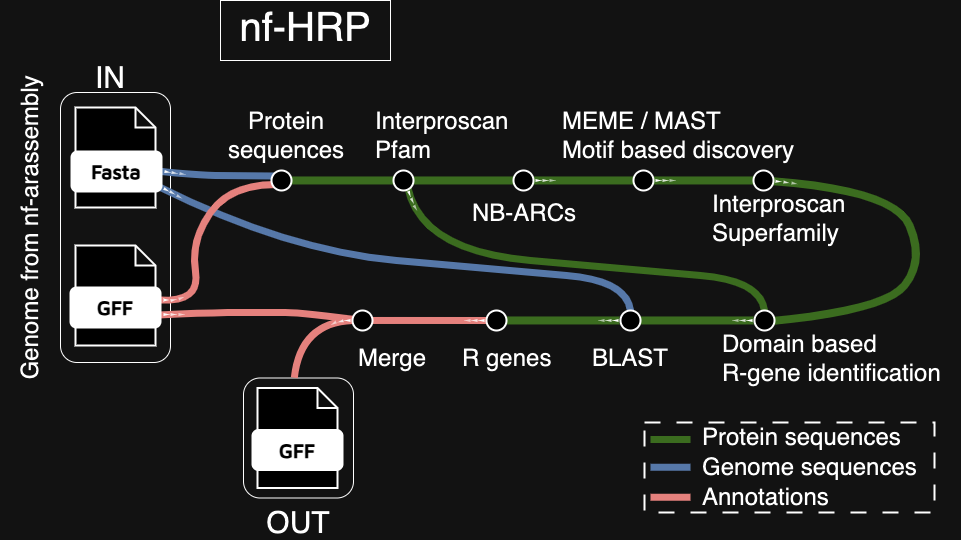 nf-HRP
IN
Genome from nf-arassembly
Fasta
GFF
Protein
sequences
Interproscan
Pfam
NB-ARCs
MEME / MAST
Motif based discovery
Interproscan
Superfamily
Domain based
R-gene identification
BLAST
R genes
Merge
GFF
OUT
Protein sequences
Genome sequences
Annotations